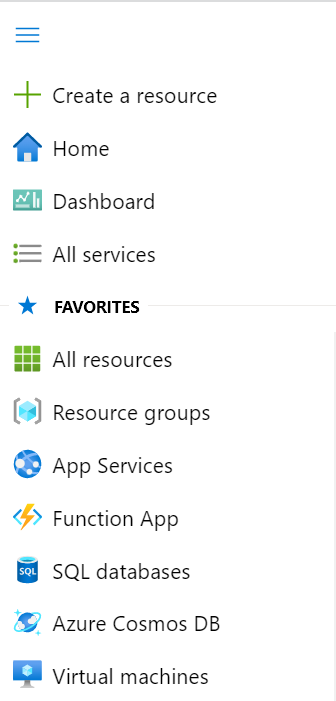 Create a resource
Home
Dashboard
All services
FAVORITES
All resources
Resource groups
App Services
Function App
SQL
SQL databases
Azure Cosmos DB
Virtual machines